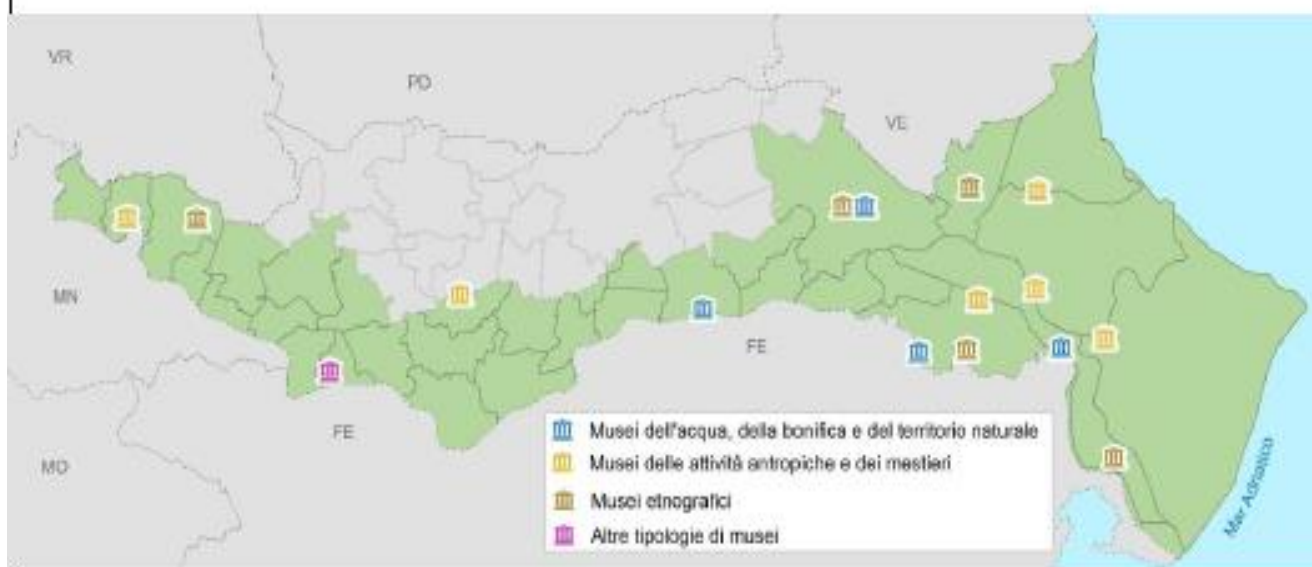 VR
PD
VE
MN
FE
FE
MO
Mar Adriatico
Musei dell'acqua, della bonifica e del territorio naturale
Musei delle attività antropiche e dei mestieri
Musei etnografici
Altre tipologie di musei